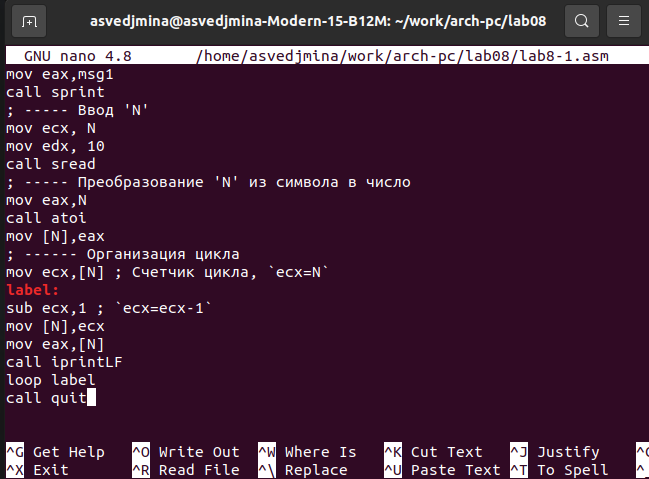 asvedjmina@asvedjmina-Modern-15-B12M: ~/work/arch-pc/lab08
GNU nano 4.8 /home/asvedjmina/work/arch-pc/lab08/lab8-1.asm
mov eax,msg1
call sprint
; ----- Ввод 'N'
mov ecx, N
mov edx, 10
call sread
; ----- Преобразование 'N' из символа в число
mov eax,N
call atoi
mov [N],eax
; ------ Организация цикла
mov ecx,[N] ; Счетчик цикла, `ecx=N`
label:
sub ecx,1 ; `ecx=ecx-1`
mov [N],ecx
mov eax,[N]
call iprintLF
loop label
call quit
^G Get Help ^O Write Out ^W Where Is ^K Cut Text ^J Justify
^X Exit ^R Read File ^\ Replace ^U Paste Text ^T To Spell